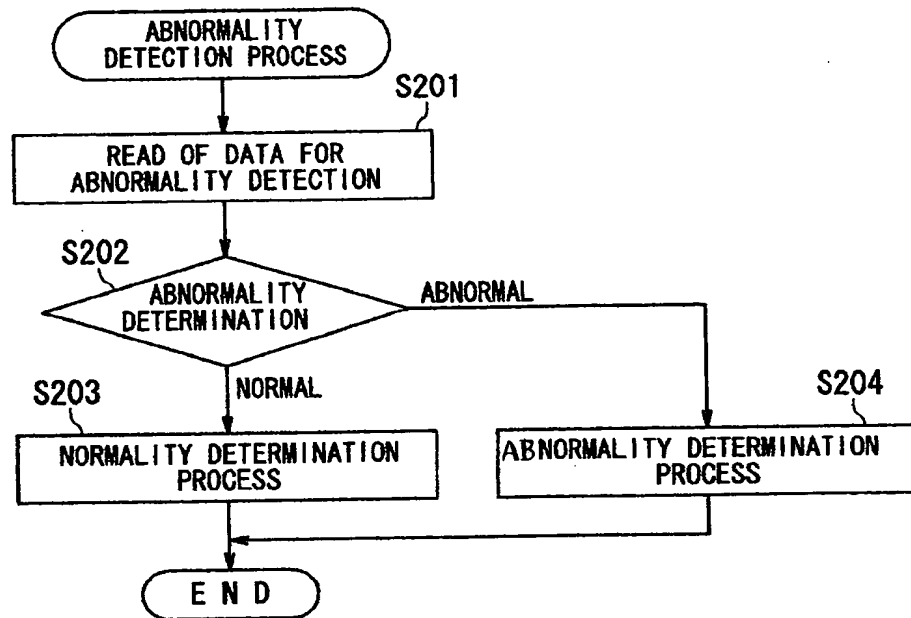 ABNORMALITY
DETECTION PROCESS
S201
READ OF DATA FOR
ABNORMALITY DETECTION
S202
ABNORMALITY
DETERMINATION
ABNORMAL
NORMAL
S203
NORMALITY DETERMINATION
PROCESS
S204
ABNORMALITY DETERMINATION
PROCESS
END